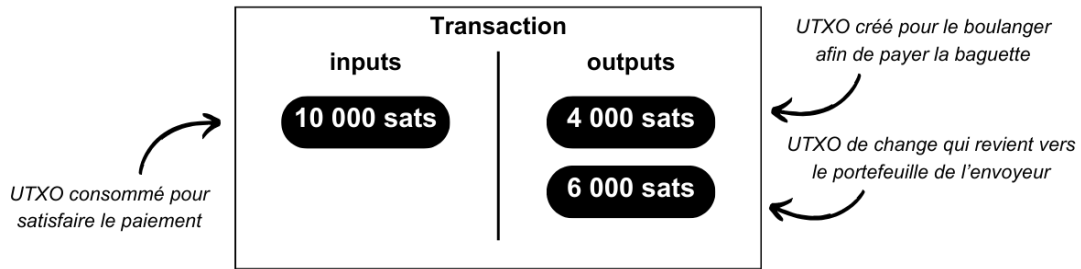 Transaction
inputs
outputs
10 000 sats
4 000 sats
6 000 sats
UTXO consommé pour
satisfaire le paiement
UTXO créé pour le boulanger
afin de payer la baguette
UTXO de change qui revient vers
le portefeuille de l’envoyeur